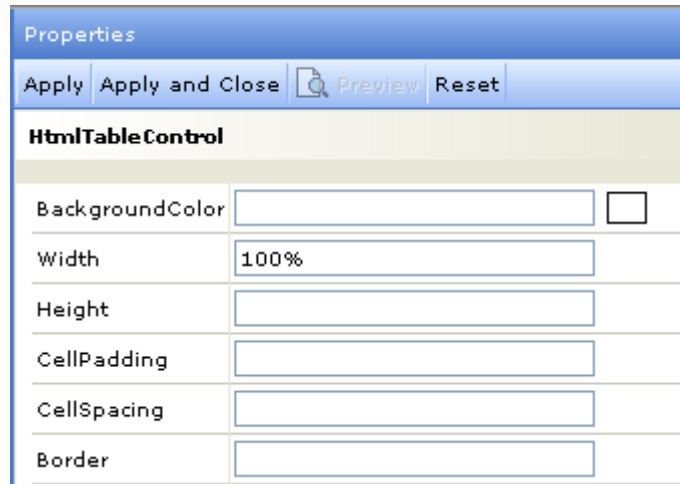 Properties
Apply Apply and Close Preview Reset
HtmlTableControl
BackgroundColor
Width 100%
Height
CellPadding
CellSpacing
Border